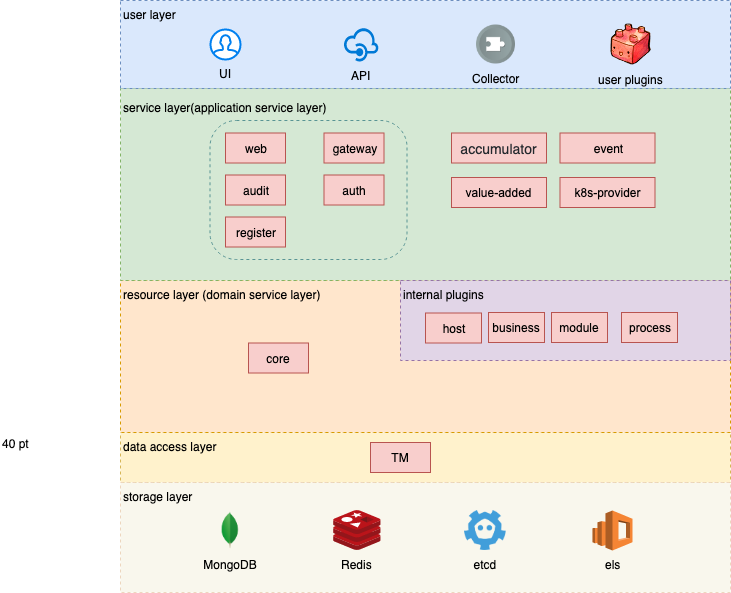 user layer
UI
API
Collector
user plugins
service layer(application service layer)
web
gateway
accumulator
event
audit
auth
value-added
k8s-provider
register
resource layer (domain service layer)
internal plugins
host
business
module
process
core
40 pt
data access layer
TM
storage layer
MongoDB
Redis
etcd
els